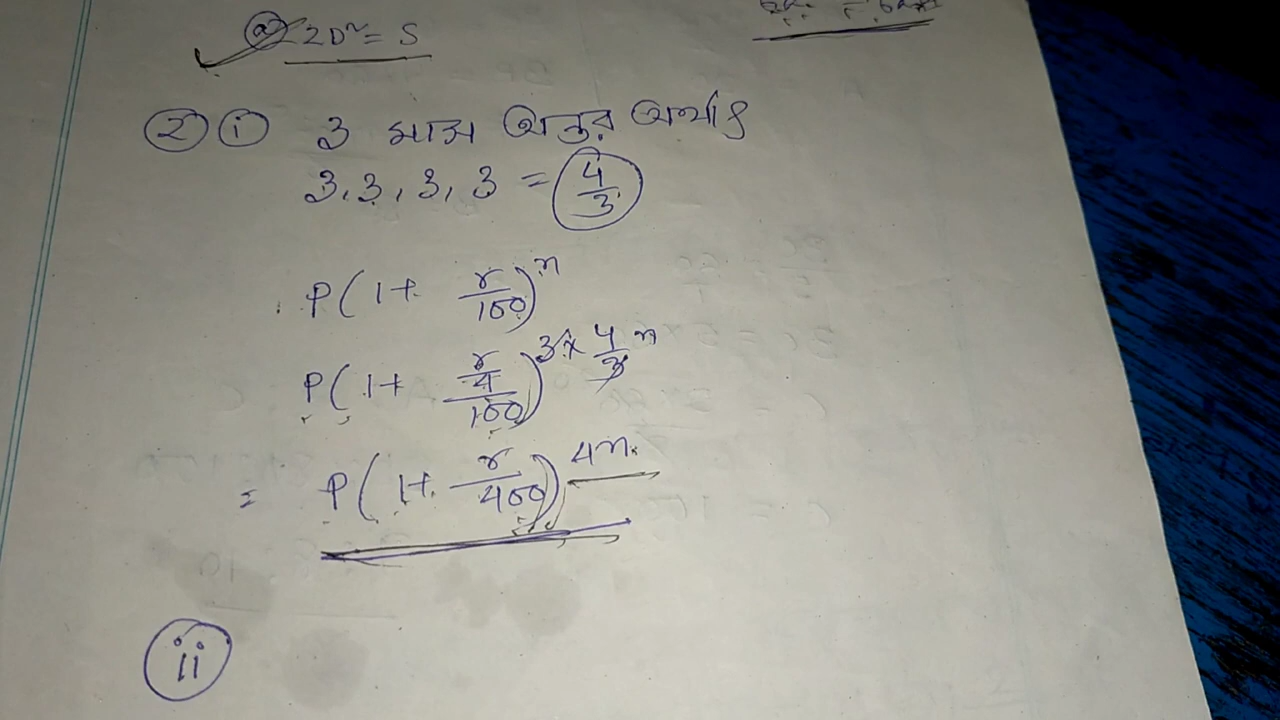 (a) 2D² = S
(2) (i) 3 মাস অন্তর অর্থাৎ
3, 3, 3, 3 = 4/3
P(1+ r/100)^n
P(1+ (r/4)/100)^(3× 4/3 n)
= P(1+ r/400)^4n
(ii)